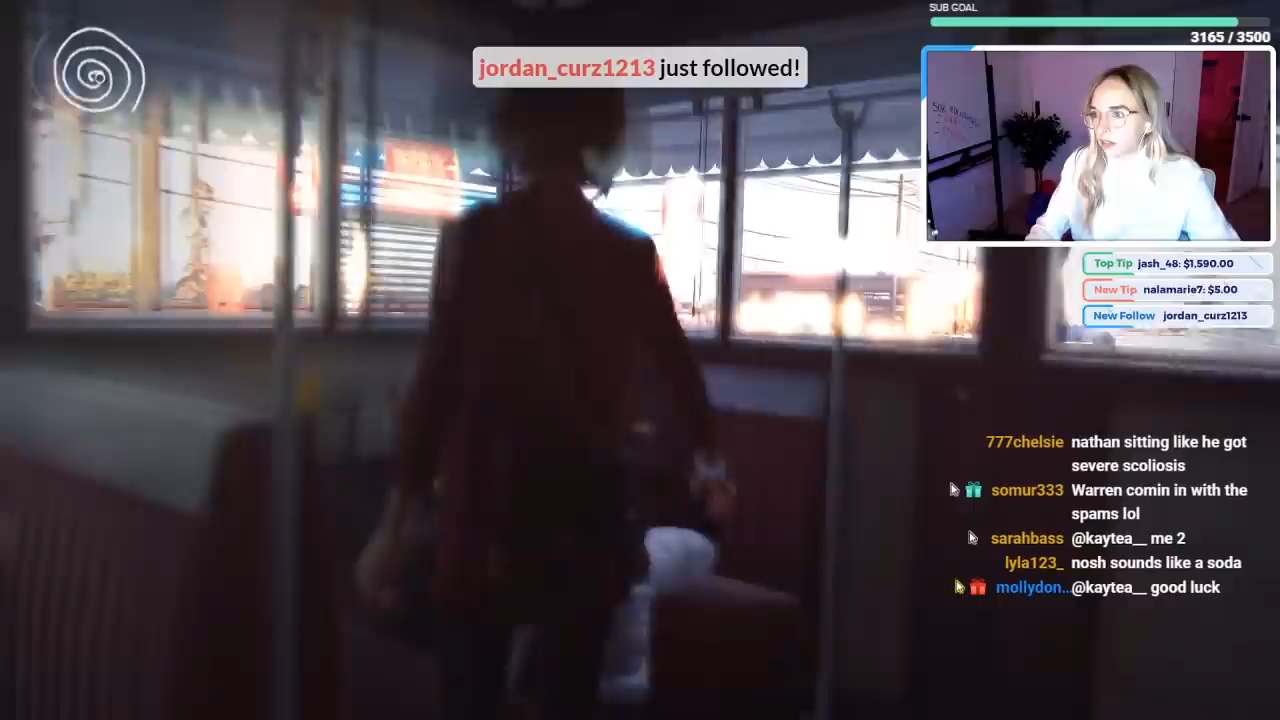 SUB GOAL
3165 / 3500
jordan_curz1213 just followed!
Top Tip jash_48: $1,590.00
New Tip nalamarie7: $5.00
New Follow jordan_curz1213
777chelsie nathan sitting like he got
severe scoliosis
somur333 Warren comin in with the
spams lol
sarahbass @kaytea__ me 2
lyla123_ nosh sounds like a soda
mollydon... @kaytea__ good luck